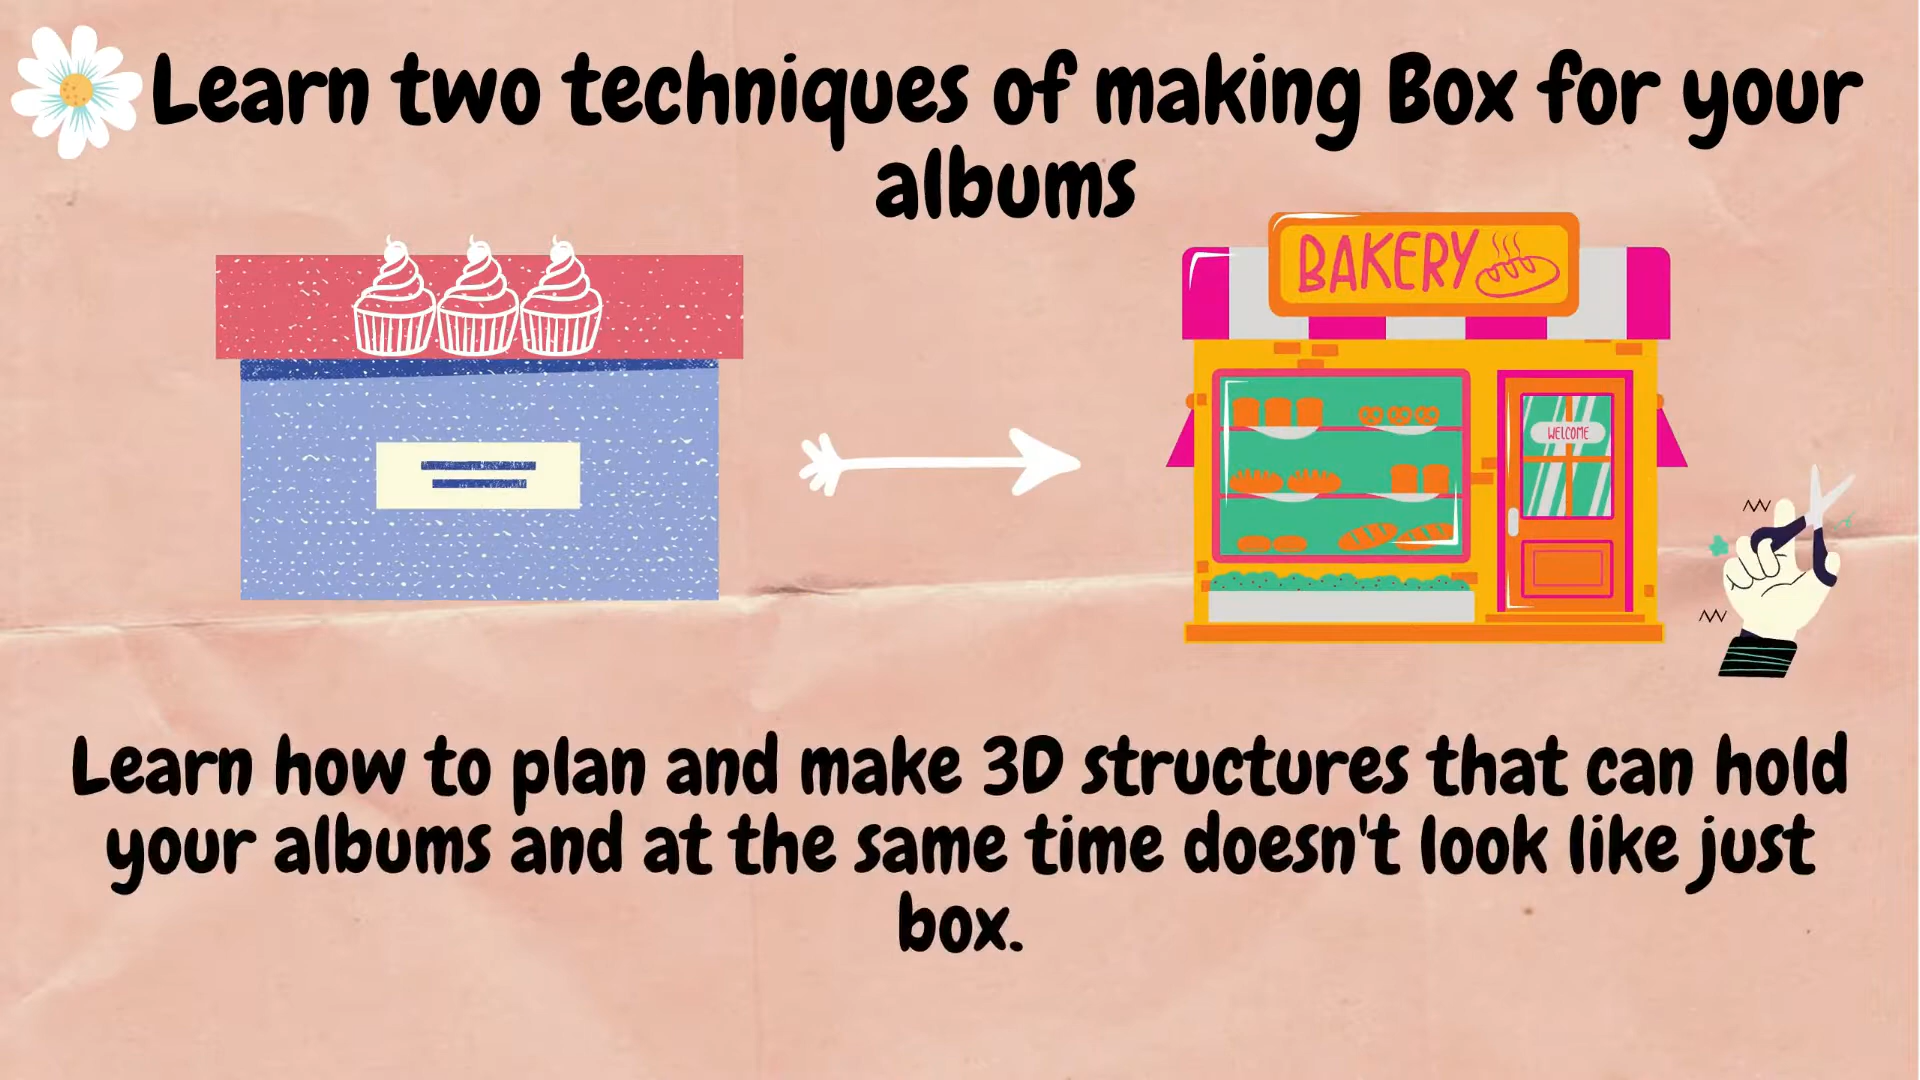 Learn two techniques of making Box for your
albums
BAKERY
WELCOME
Learn how to plan and make 3D structures that can hold
your albums and at the same time doesn't look like just
box.